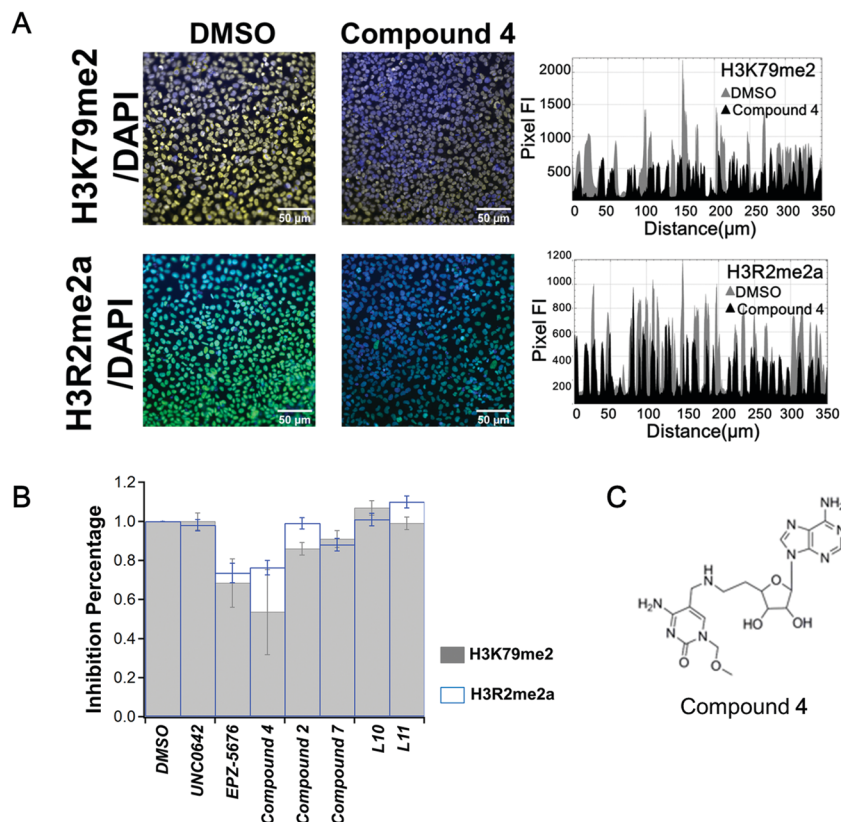 A
DMSO
Compound 4
H3K79me2
/DAPI
50 μm
50 μm
2000
1500
1000
500
Pixel FI
H3K79me2
DMSO
Compound 4
0 50 100 150 200 250 300 350
Distance(μm)
H3R2me2a
/DAPI
50 μm
50 μm
1200
1000
800
600
400
200
Pixel FI
H3R2me2a
DMSO
Compound 4
0 50 100 150 200 250 300 350
Distance(μm)
B
Inhibition Percentage
1.2
1.0
0.8
0.6
0.4
0.2
0.0
DMSO
UNC0642
EPZ-5676
Compound 4
Compound 2
Compound 7
L10
L11
H3K79me2
H3R2me2a
C
NH2
N
N
N
N
O
H
N
H2N
N
N
O
O
HO
OH
Compound 4